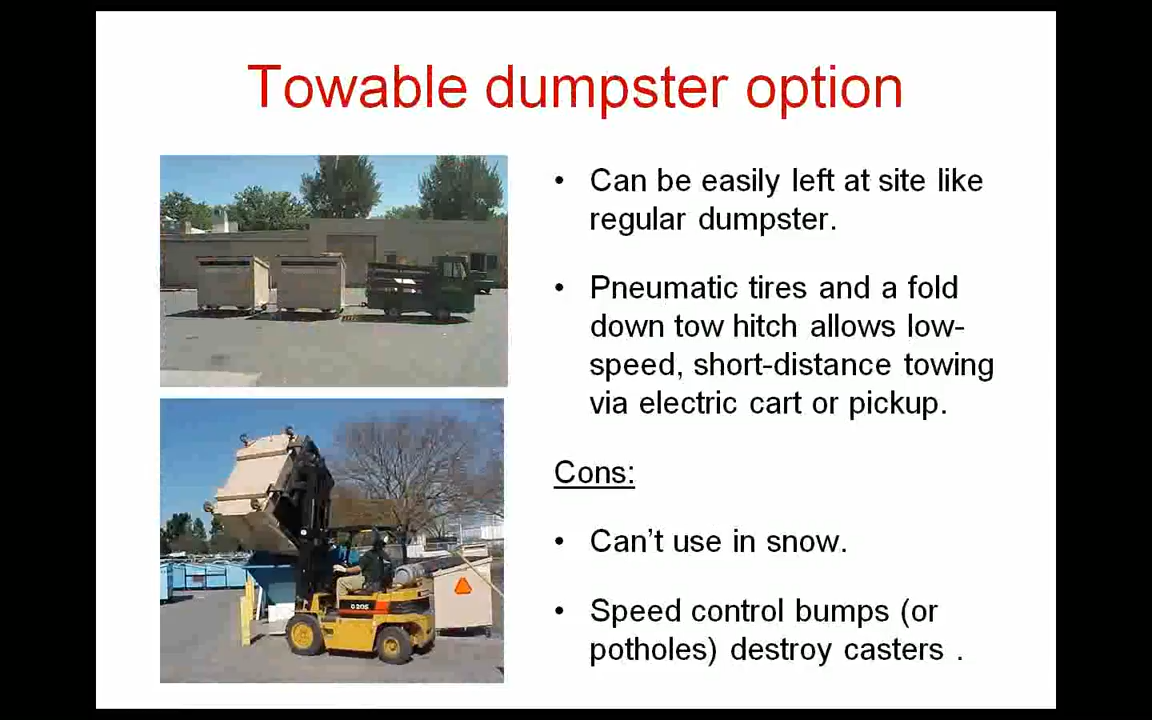 Towable dumpster option
• Can be easily left at site like
regular dumpster.
• Pneumatic tires and a fold
down tow hitch allows low-
speed, short-distance towing
via electric cart or pickup.
Cons:
• Can't use in snow.
• Speed control bumps (or
potholes) destroy casters .